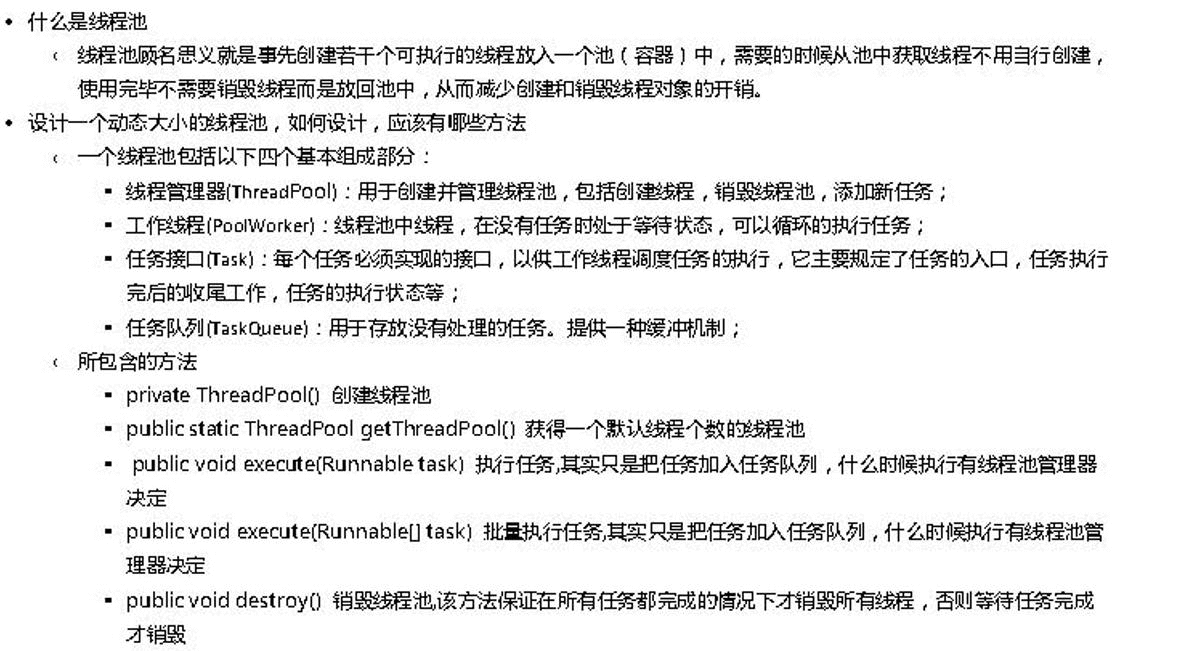 • 什么是线程池
‹ 线程池顾名思义就是事先创建若干个可执行的线程放入一个池（容器）中，需要的时候从池中获取线程不用自行创建，
使用完毕不需要销毁线程而是放回池中，从而减少创建和销毁线程对象的开销。
• 设计一个动态大小的线程池，如何设计，应该有哪些方法
‹ 一个线程池包括以下四个基本组成部分：
▪ 线程管理器(ThreadPool)：用于创建并管理线程池，包括创建线程，销毁线程池，添加新任务；
▪ 工作线程(PoolWorker)：线程池中线程，在没有任务时处于等待状态，可以循环的执行任务；
▪ 任务接口(Task)：每个任务必须实现的接口，以供工作线程调度任务的执行，它主要规定了任务的入口，任务执行
完后的收尾工作，任务的执行状态等；
▪ 任务队列(TaskQueue)：用于存放没有处理的任务。提供一种缓冲机制；
‹ 所包含的方法
▪ private ThreadPool() 创建线程池
▪ public static ThreadPool getThreadPool() 获得一个默认线程个数的线程池
▪ public void execute(Runnable task) 执行任务,其实只是把任务加入任务队列，什么时候执行有线程池管理器
决定
▪ public void execute(Runnable[] task) 批量执行任务,其实只是把任务加入任务队列，什么时候执行有线程池管
理器决定
▪ public void destroy() 销毁线程池,该方法保证在所有任务都完成的情况下才销毁所有线程，否则等待任务完成
才销毁